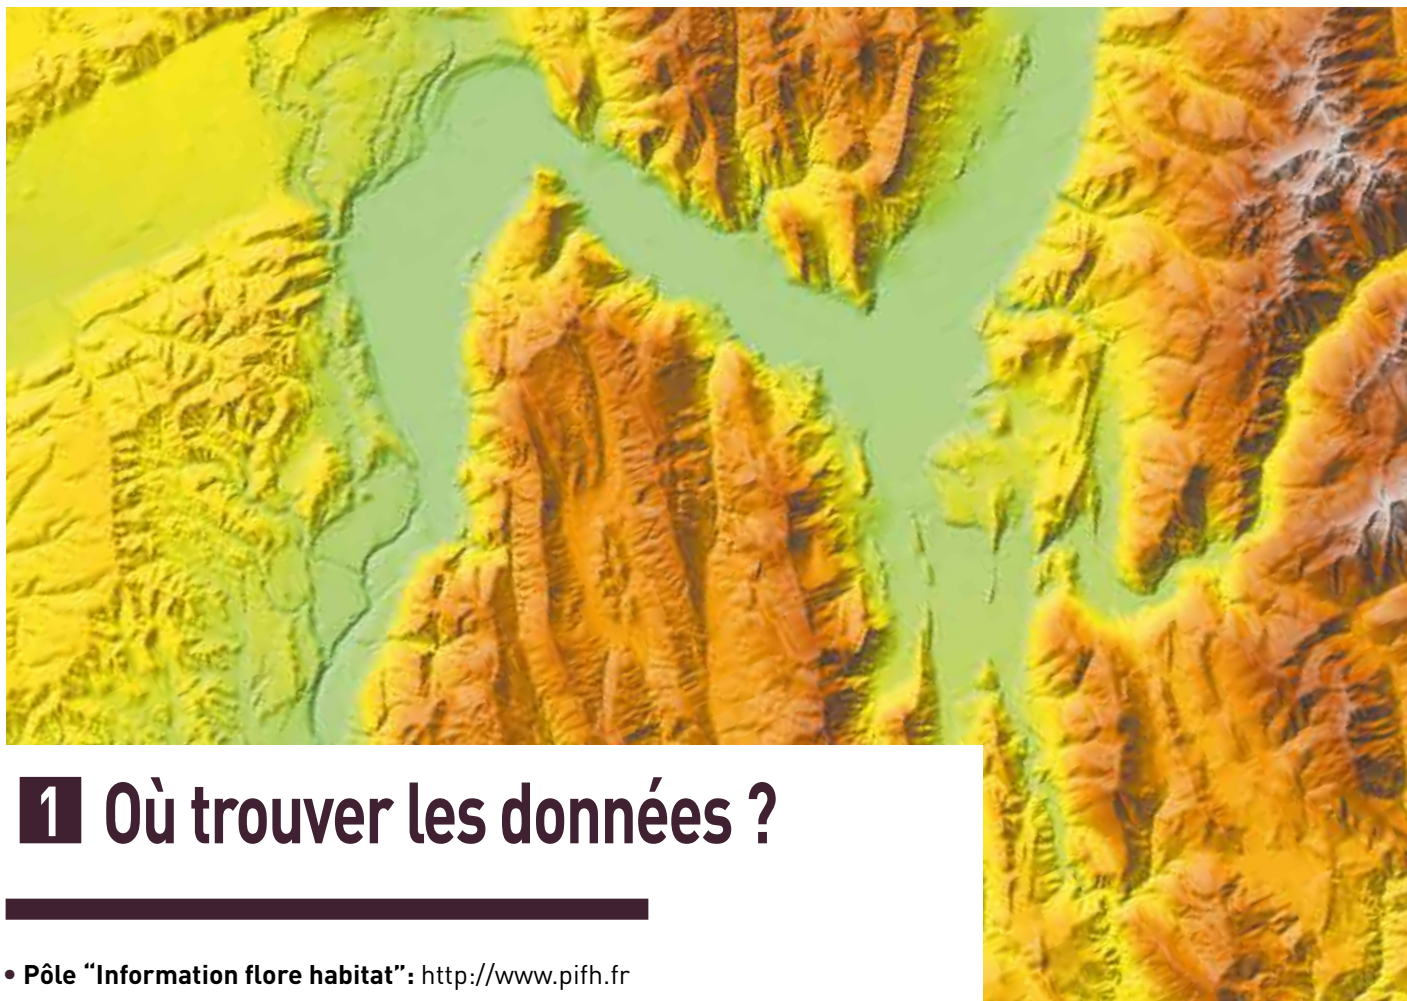 1 Où trouver les données ?
• Pôle “Information flore habitat”: http://www.pifh.fr